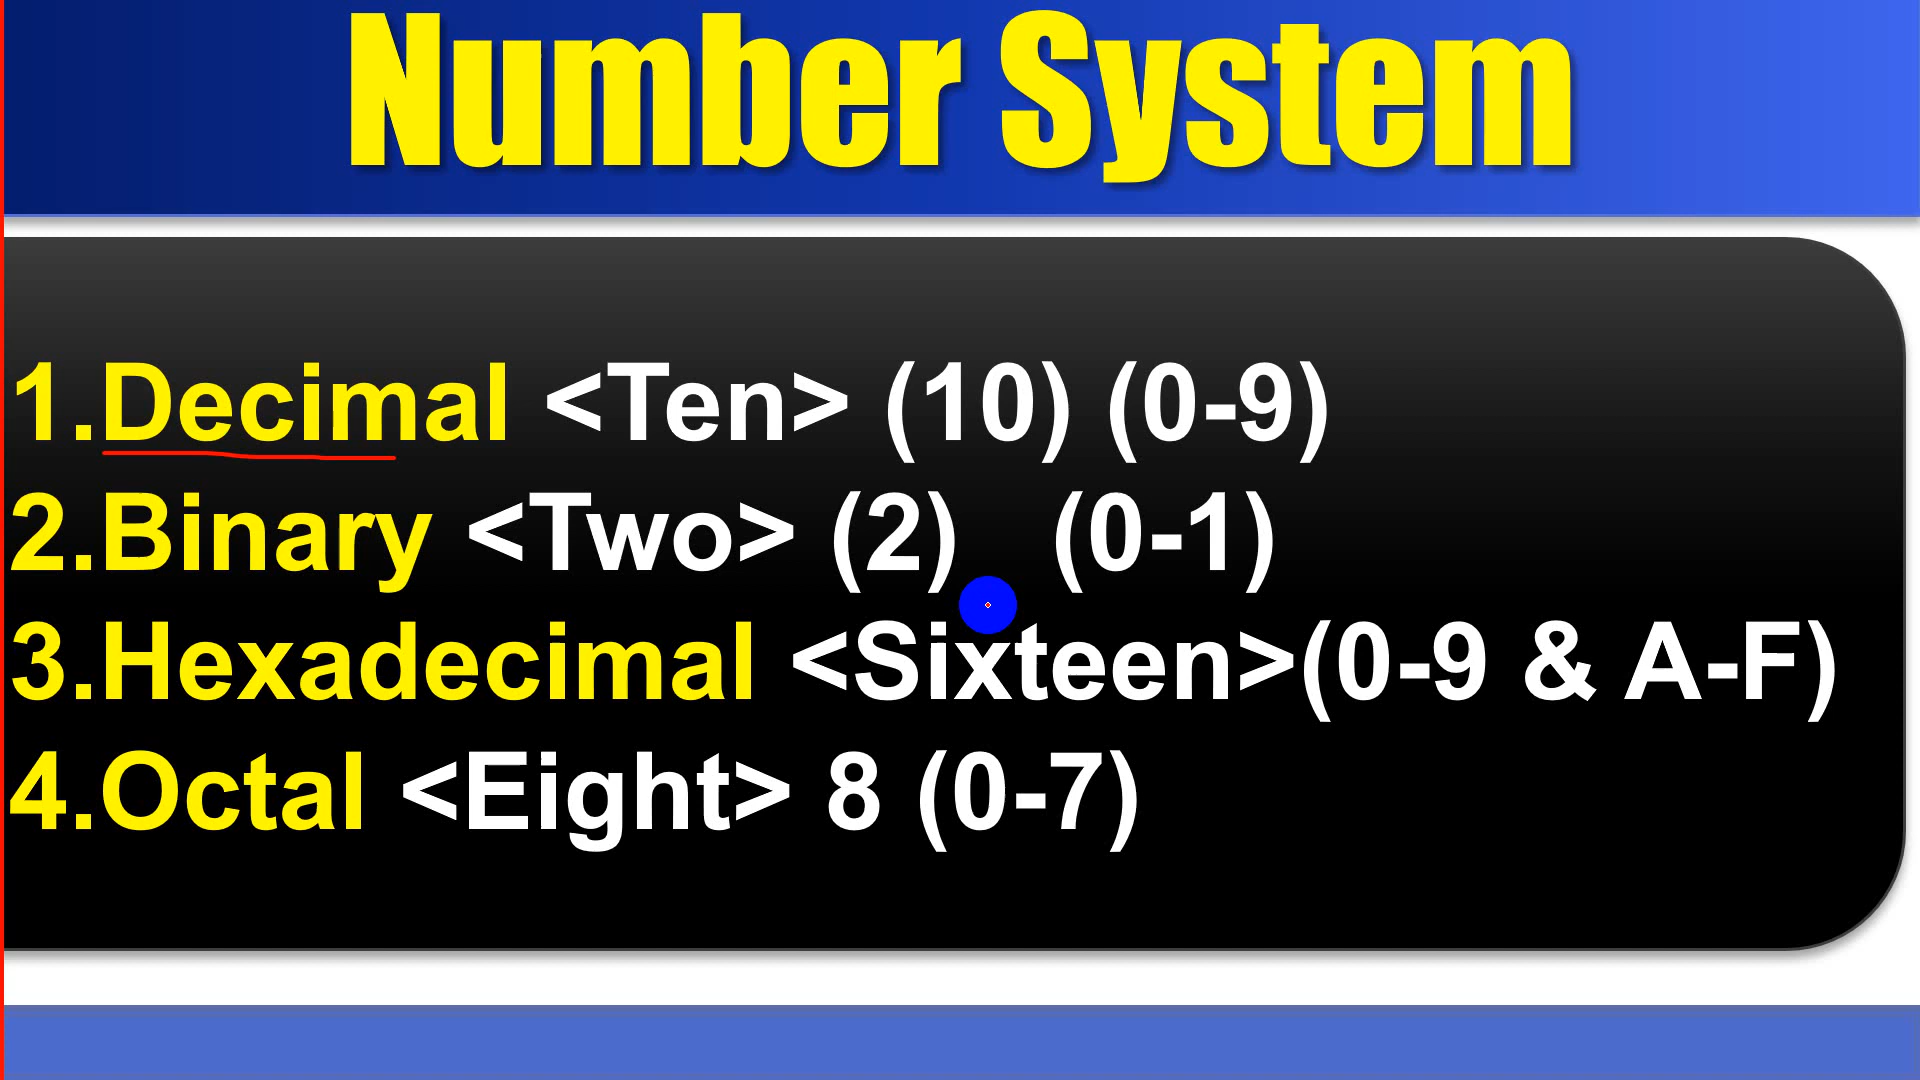 Number System
1.Decimal <Ten> (10) (0-9)
2.Binary <Two> (2) (0-1)
3.Hexadecimal <Sixteen>(0-9 & A-F)
4.Octal <Eight> 8 (0-7)